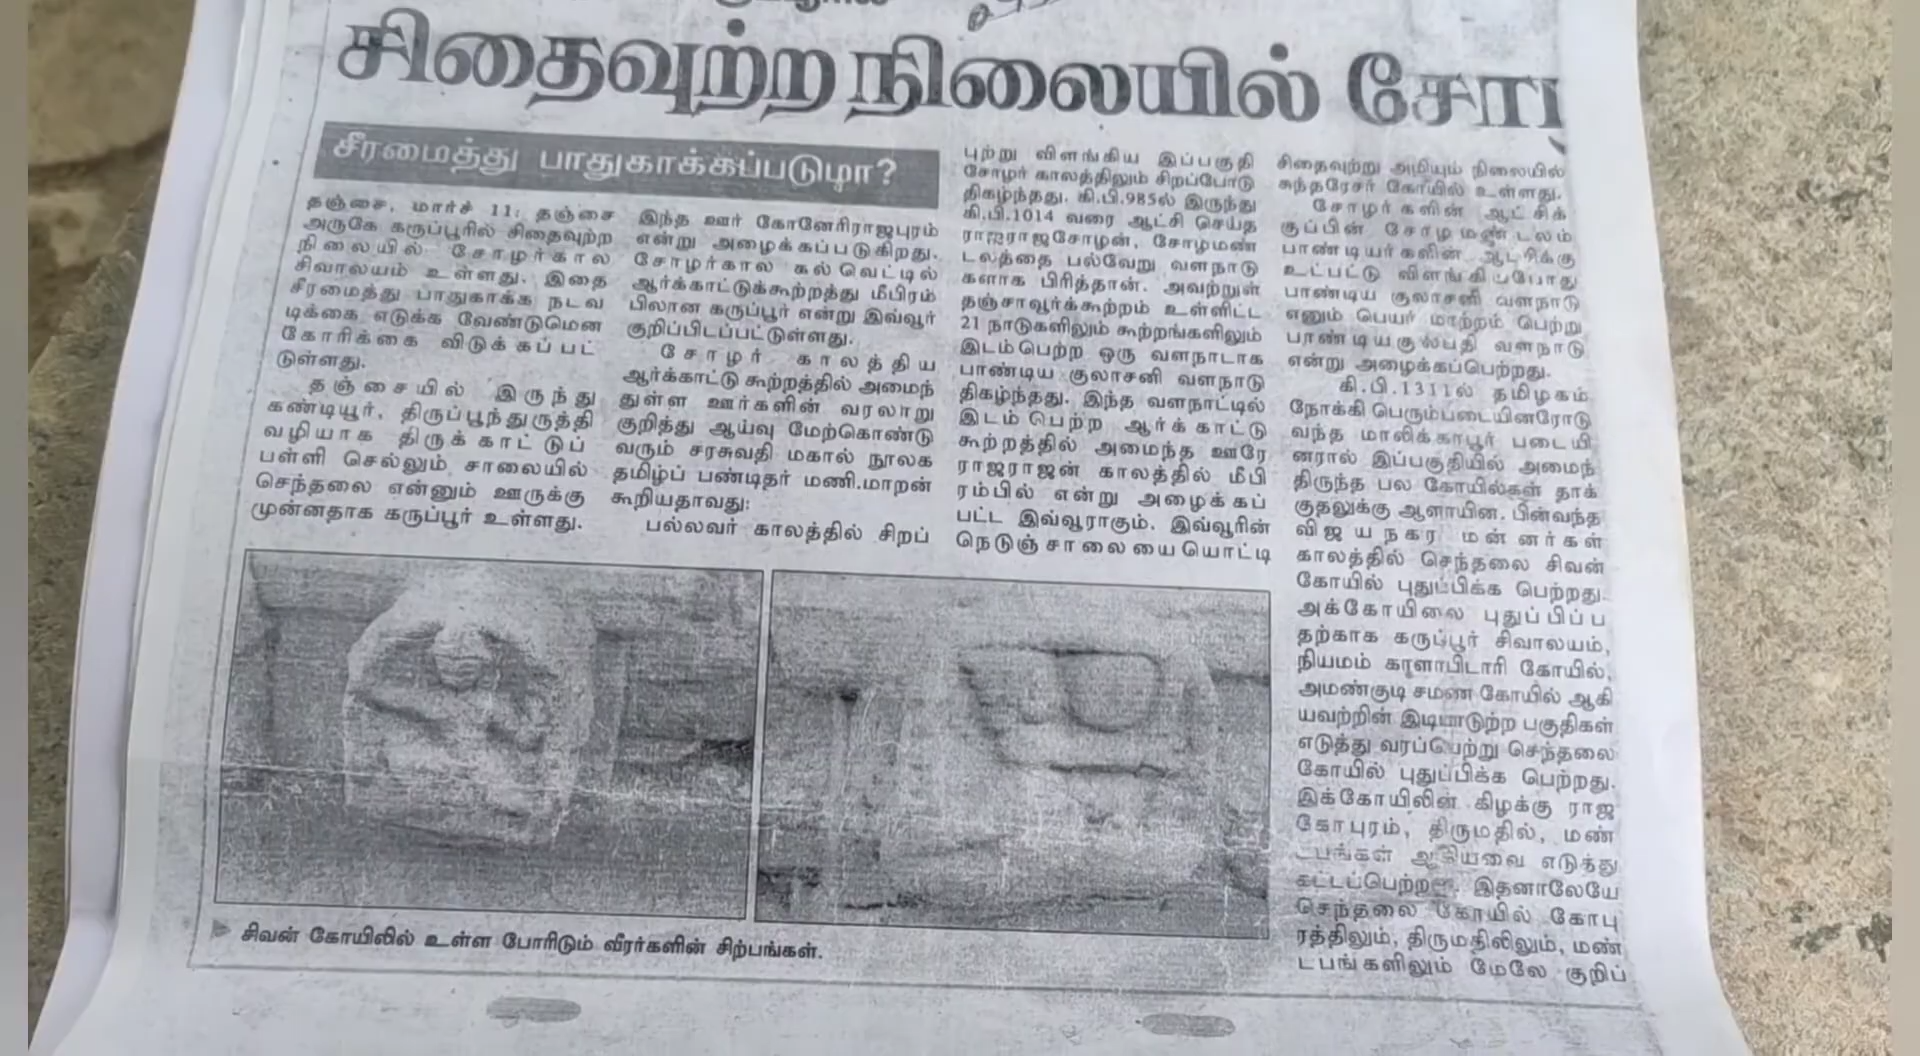 சிதைவுற்ற நிலையில் சோ
சீரமைத்து பாதுகாக்கப்படுமா?
தஞ்சை, மார்ச் 11: தஞ்சை
அருகே கருப்பூரில் சிதைவுற்ற
நிலையில் சோழர்கால
சிவாலயம் உள்ளது. இதை
சீரமைத்து பாதுகாக்க நடவ
டிக்கை எடுக்க வேண்டுமென
கோரிக்கை விடுக்கப்பட்
டுள்ளது.
தஞ்சையில் இருந்து
கண்டியூர், திருப்பூந்துருத்தி
வழியாக திருக்காட்டுப்
பள்ளி செல்லும் சாலையில்
செந்தலை என்னும் ஊருக்கு
முன்னதாக கருப்பூர் உள்ளது.
இந்த ஊர் கோனேரிராஜபுரம்
என்று அழைக்கப்படுகிறது.
சோழர்கால கல்வெட்டில்
ஆர்க்காட்டுக்கூற்றத்து மீபிரம்
பிலான கருப்பூர் என்று இவ்வூர்
குறிப்பிடப்பட்டுள்ளது.
சோழர் காலத்திய
ஆர்க்காட்டு கூற்றத்தில் அமைந்
துள்ள ஊர்களின் வரலாறு
குறித்து ஆய்வு மேற்கொண்டு
வரும் சரசுவதி மகால் நூலக
தமிழ்ப் பண்டிதர் மணி.மாறன்
கூறியதாவது:
பல்லவர் காலத்தில் சிறப்
புற்று விளங்கிய இப்பகுதி
சோழர் காலத்திலும் சிறப்போடு
திகழ்ந்தது. கி.பி.985ல் இருந்து
கி.பி.1014 வரை ஆட்சி செய்த
ராஜராஜசோழன், சோழமண்
டலத்தை பல்வேறு வளநாடு
களாக பிரித்தான். அவற்றுள்
தஞ்சாவூர்க்கூற்றம் உள்ளிட்ட
21 நாடுகளிலும் கூற்றங்களிலும்
இடம்பெற்ற ஒரு வளநாடாக
பாண்டிய குலாசனி வளநாடு
திகழ்ந்தது. இந்த வளநாட்டில்
இடம் பெற்ற ஆர்க்காட்டு
கூற்றத்தில் அமைந்த ஊரே
ராஜராஜன் காலத்தில் மீபி
ரம்பில் என்று அழைக்கப்
பட்ட இவ்வூராகும். இவ்வூரின்
நெடுஞ்சாலையையொட்டி
சிதைவுற்று அழியும் நிலையில்
சுந்தரேசர் கோயில் உள்ளது.
சோழர்களின் ஆட்சிக்
குப்பின் சோழமண்டலம்
பாண்டியர்களின் ஆட்சிக்கு
உட்பட்டு விளங்கியபோது
பாண்டிய குலாசனி வளநாடு
எனும் பெயர் மாற்றம் பெற்று
பாண்டியகுலபதி வளநாடு
என்று அழைக்கப்பெற்றது.
கி.பி.1311ல் தமிழகம்
நோக்கி பெரும்படையினரோடு
வந்த மாலிக்காபூர் படையி
னரால் இப்பகுதியில் அமைந்
திருந்த பல கோயில்கள் தாக்
குதலுக்கு ஆளாயின. பின்வந்த
விஜயநகர மன்னர்கள்
காலத்தில் செந்தலை சிவன்
கோயில் புதுப்பிக்க பெற்றது.
அக்கோயிலை புதுப்பிப்ப
தற்காக கருப்பூர் சிவாலயம்,
நியமம் காளாபிடாரி கோயில்,
அமண்குடி சமண கோயில் ஆகி
யவற்றின் இடிபாடுற்ற பகுதிகள்
எடுத்து வரப்பெற்று செந்தலை
கோயில் புதுப்பிக்க பெற்றது.
இக்கோயிலின் கிழக்கு ராஜ
கோபுரம், திருமதில், மண்
டபங்கள் ஆகியவை எடுத்து
கட்டப்பெற்றன. இதனாலேயே
செந்தலை கோயில் கோபு
ரத்திலும், திருமதிலிலும், மண்
டபங்களிலும் மேலே குறிப்
சிவன் கோயிலில் உள்ள போரிடும் வீரர்களின் சிற்பங்கள்.